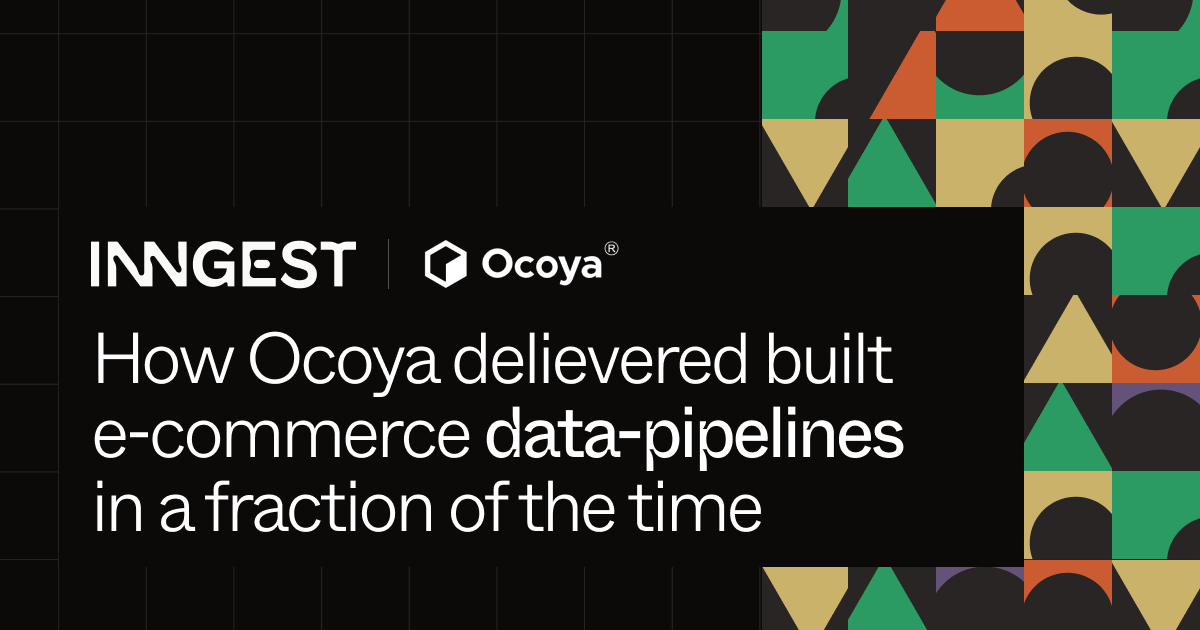 INNGEST | Ocoya®
How Ocoya delievered built
e-commerce data-pipelines
in a fraction of the time